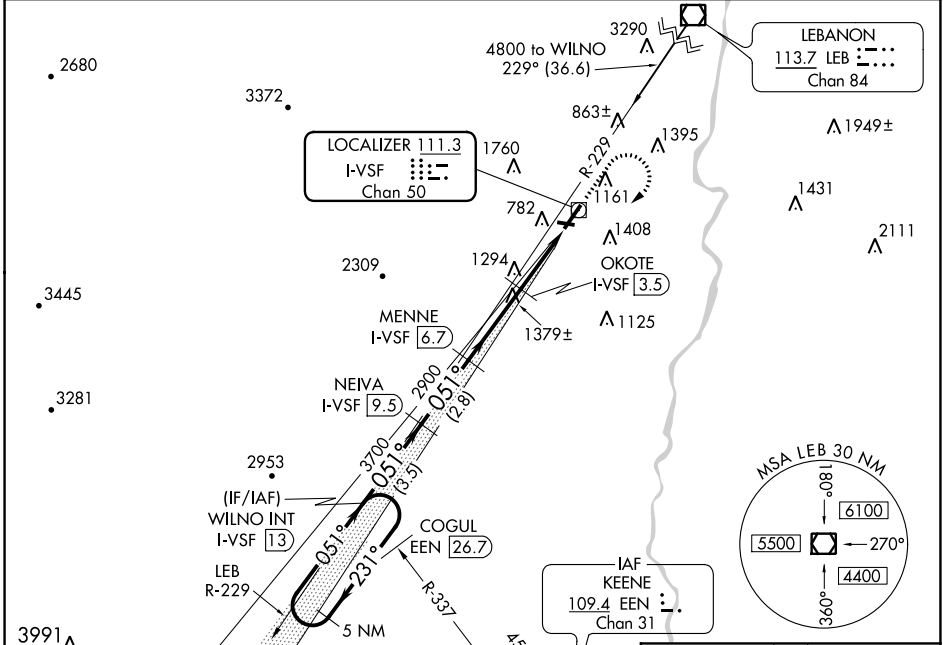 3290
4800 to WILNO
229° (36.6)
LEBANON
113.7 LEB
Chan 84
2680
3372
863±
1395
1949±
LOCALIZER 111.3
I-VSF
Chan 50
1760
R-229
1161
1431
782
1408
2111
1294
OKOTE
I-VSF 3.5
2309
3445
MENNE
I-VSF 6.7
1379±
1125
2900
051°
(2.8)
NEIVA
I-VSF 9.5
3281
3700
051°
(3.5)
2953
(IF/IAF)
WILNO INT
I-VSF 13
051°
231°
COGUL
EEN 26.7
LEB
R-229
R-337
5 NM
3991
IAF
KEENE
109.4 EEN
Chan 31
MSA LEB 30 NM
180°
6100
5500
270°
4400
360°